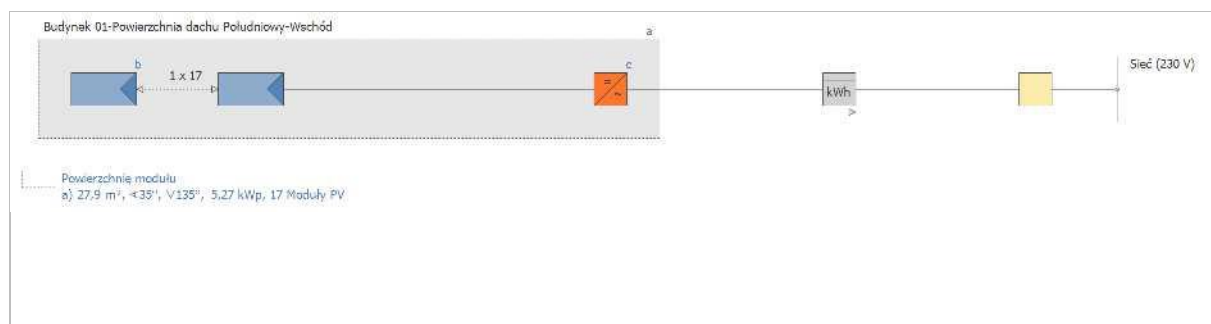 Budynek 01-Powierzchnia dachu Południowy-Wschód
a
b
c
1 x 17
=
~
kWh
Sieć (230 V)
Powierzchnię modułu
a) 27,9 m², ∢35°, ∨135°, 5,27 kWp, 17 Moduły PV